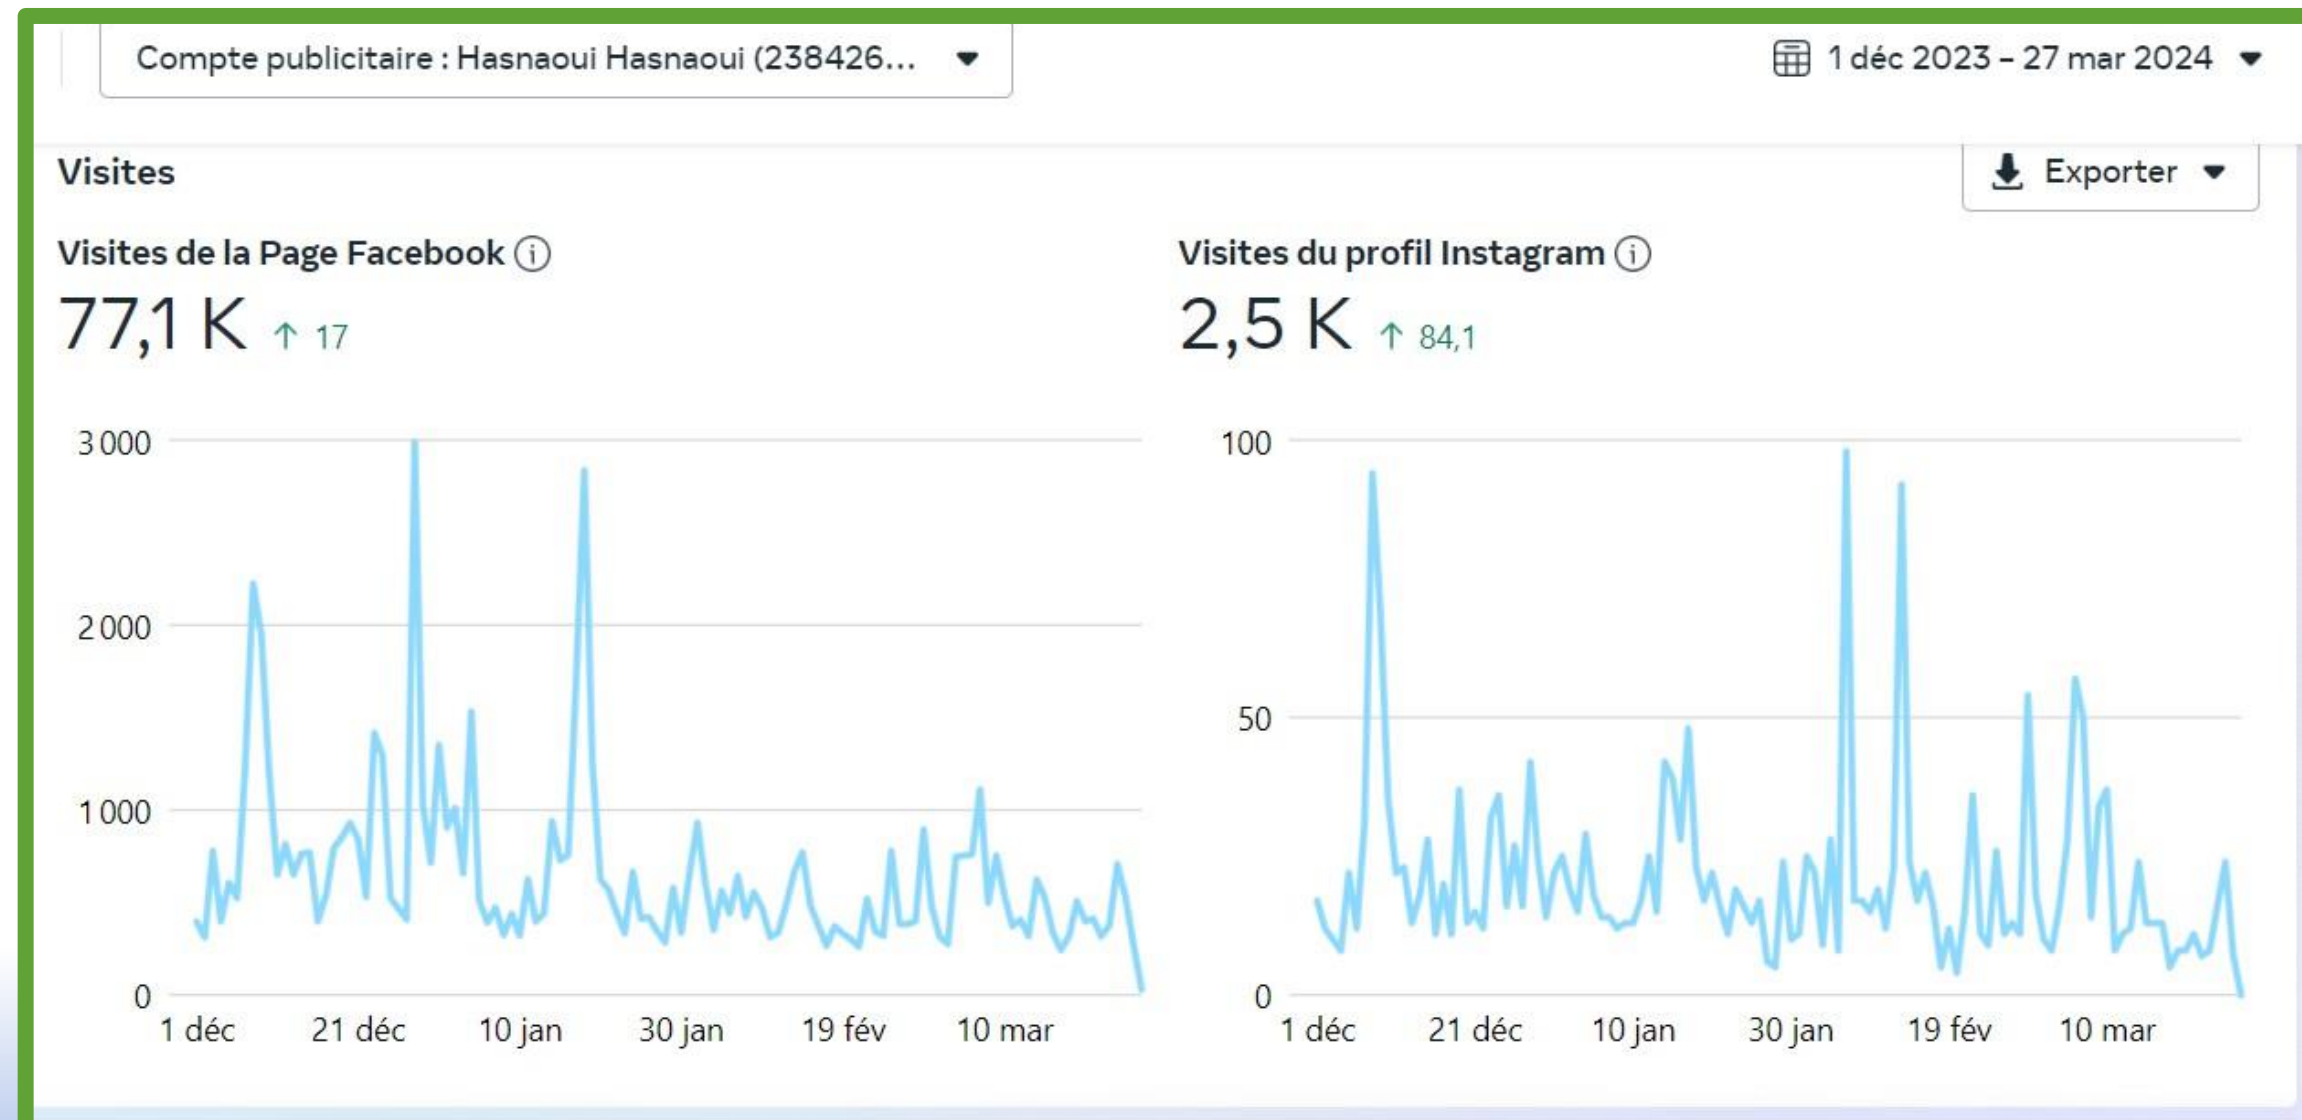 Compte publicitaire : Hasnaoui Hasnaoui (238426...
1 déc 2023 – 27 mar 2024
Visites
Exporter
Visites de la Page Facebook
77,1 K ↑ 17
3 000
2 000
1 000
0
1 déc 21 déc 10 jan 30 jan 19 fév 10 mar
Visites du profil Instagram
2,5 K ↑ 84,1
100
50
0
1 déc 21 déc 10 jan 30 jan 19 fév 10 mar